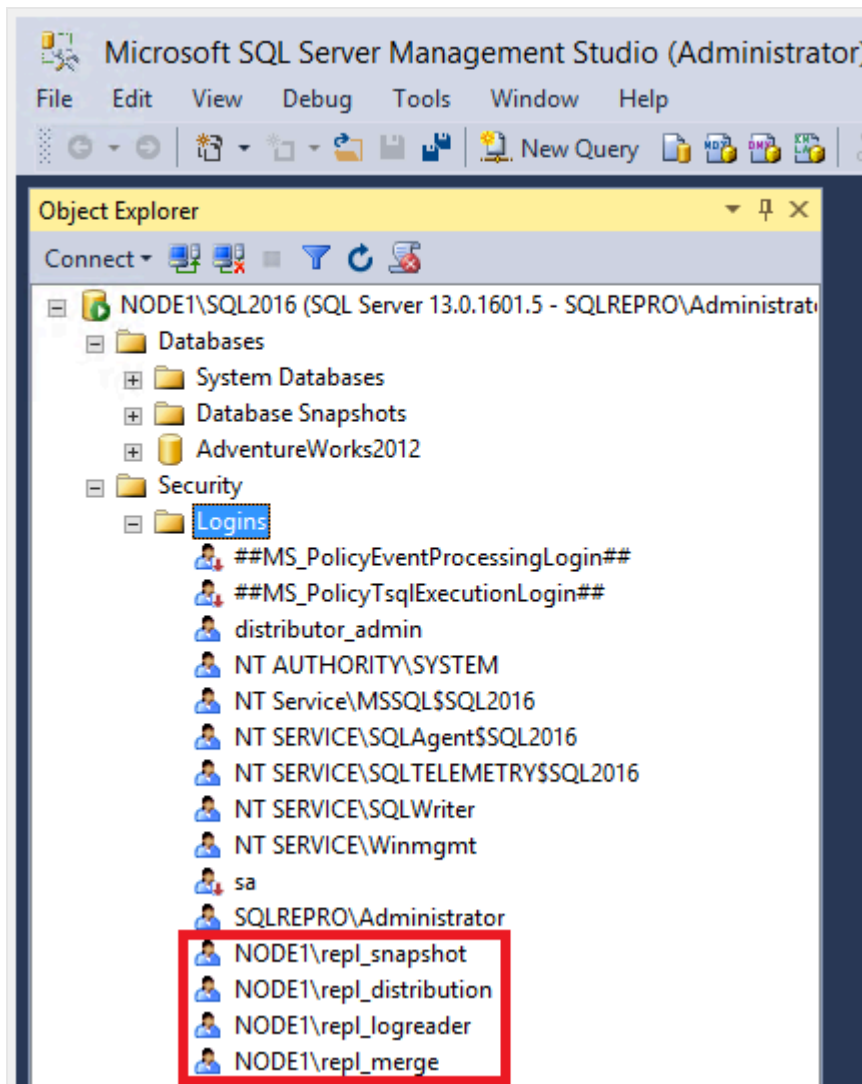 Microsoft SQL Server Management Studio (Administrator)
File Edit View Debug Tools Window Help
New Query
Object Explorer
Connect
NODE1\SQL2016 (SQL Server 13.0.1601.5 - SQLREPRO\Administrat
Databases
System Databases
Database Snapshots
AdventureWorks2012
Security
Logins
##MS_PolicyEventProcessingLogin##
##MS_PolicyTsqlExecutionLogin##
distributor_admin
NT AUTHORITY\SYSTEM
NT Service\MSSQL$SQL2016
NT SERVICE\SQLAgent$SQL2016
NT SERVICE\SQLTELEMETRY$SQL2016
NT SERVICE\SQLWriter
NT SERVICE\Winmgmt
sa
SQLREPRO\Administrator
NODE1\repl_snapshot
NODE1\repl_distribution
NODE1\repl_logreader
NODE1\repl_merge